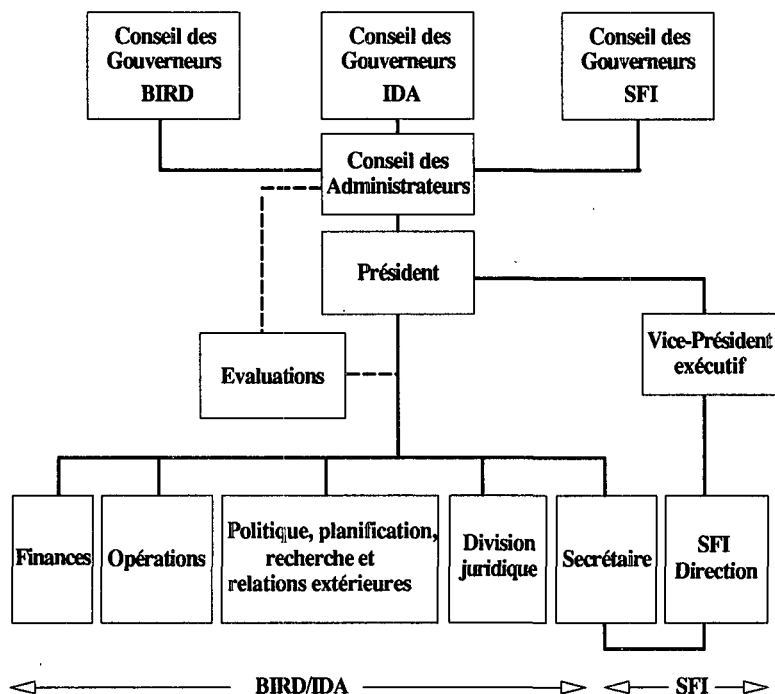 Conseil des
Gouverneurs
BIRD
Conseil des
Gouverneurs
IDA
Conseil des
Gouverneurs
SFI
Conseil des
Administrateurs
Président
Evaluations
Vice-Président
exécutif
Finances
Opérations
Politique, planification,
recherche et
relations extérieures
Division
juridique
Secrétaire
SFI
Direction
BIRD/IDA
SFI